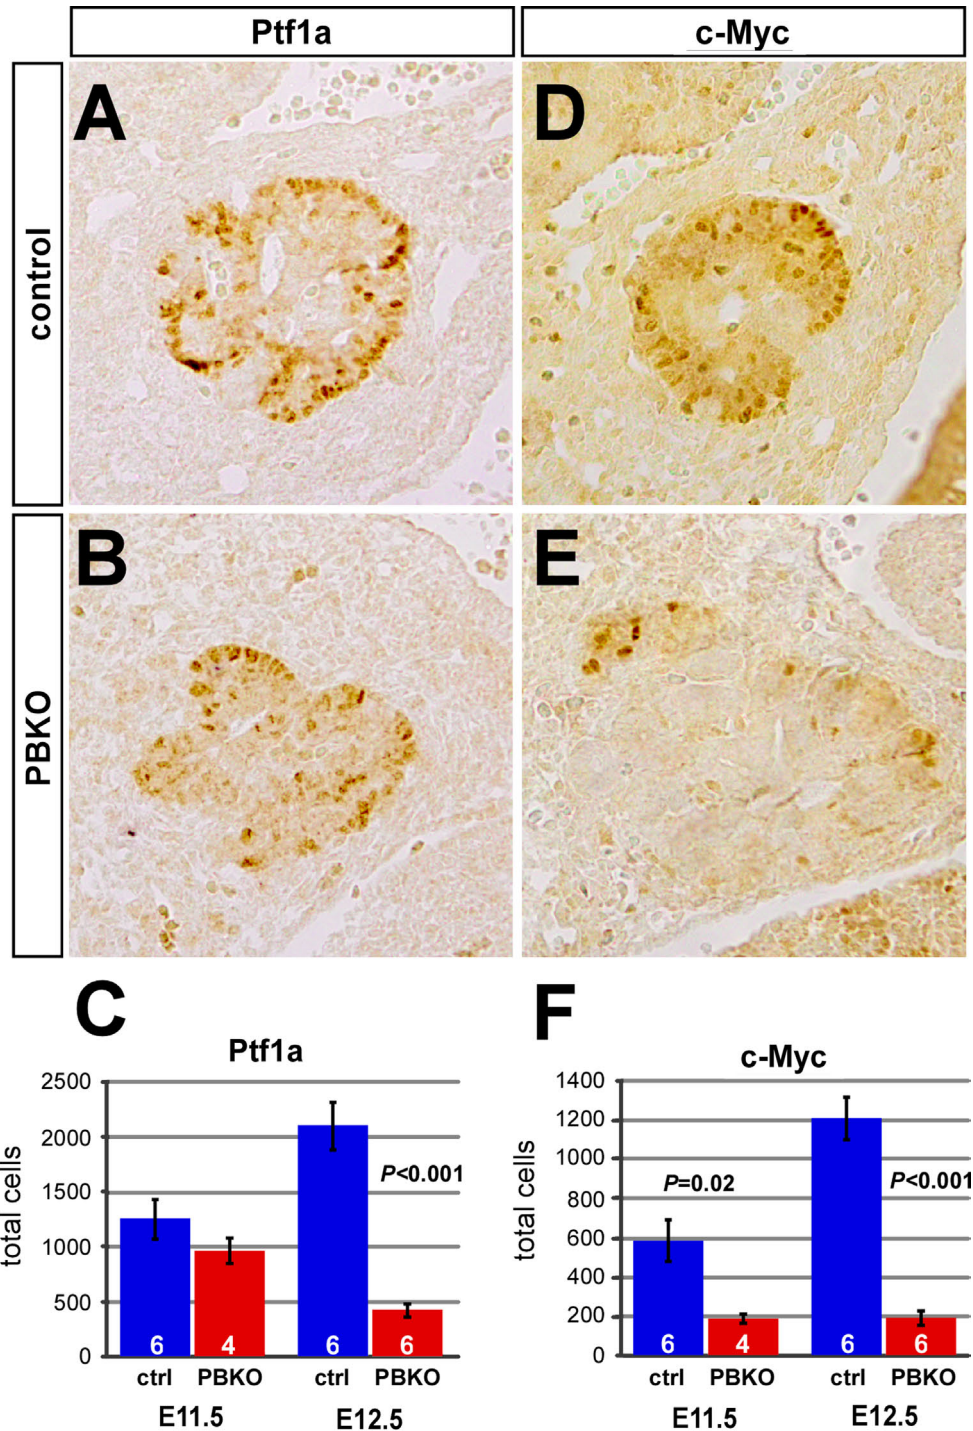 Ptf1a
c-Myc
control
A
D
PBKO
B
E
C
Ptf1a
total cells
2500
2000
1500
1000
500
0
P<0.001
6
4
6
6
ctrl
PBKO
ctrl
PBKO
E11.5
E12.5
F
c-Myc
total cells
1400
1200
1000
800
600
400
200
0
P=0.02
P<0.001
6
4
6
6
ctrl
PBKO
ctrl
PBKO
E11.5
E12.5